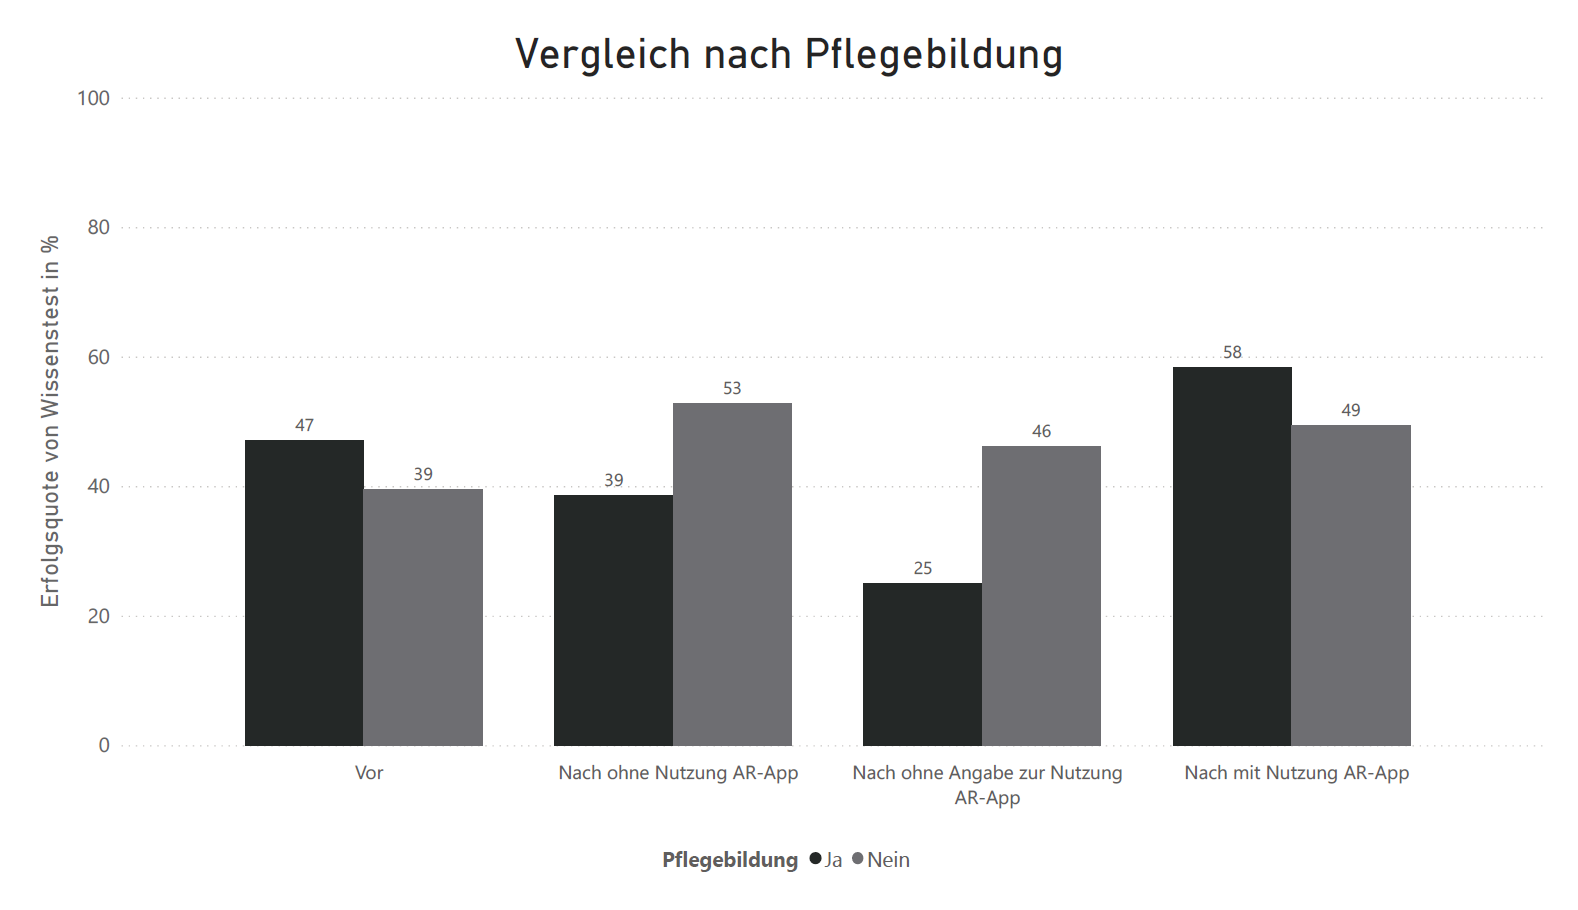 Vergleich nach Pflegebildung
Erfolgsquote von Wissenstest in %
100
80
60
40
20
0
47
39
39
53
25
46
58
49
Vor
Nach ohne Nutzung AR-App
Nach ohne Angabe zur Nutzung
AR-App
Nach mit Nutzung AR-App
Pflegebildung Ja Nein